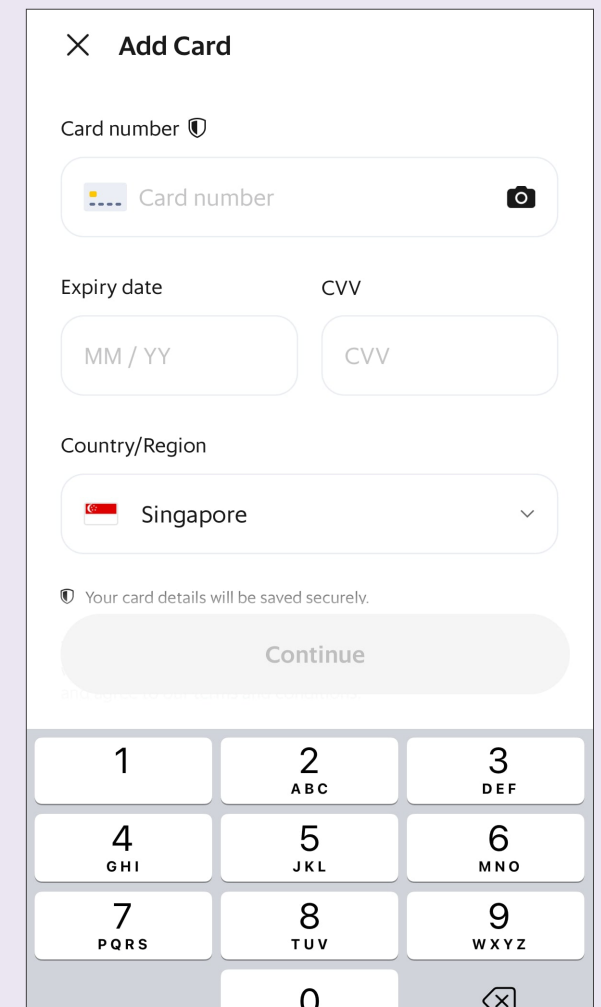 Add Card
Card number
Card number
Expiry date CVV
MM / YY CVV
Country/Region
Singapore
Your card details will be saved securely.
Continue
1 2 3
ABC DEF
4 5 6
GHI JKL MNO
7 8 9
PQRS TUV WXYZ
0